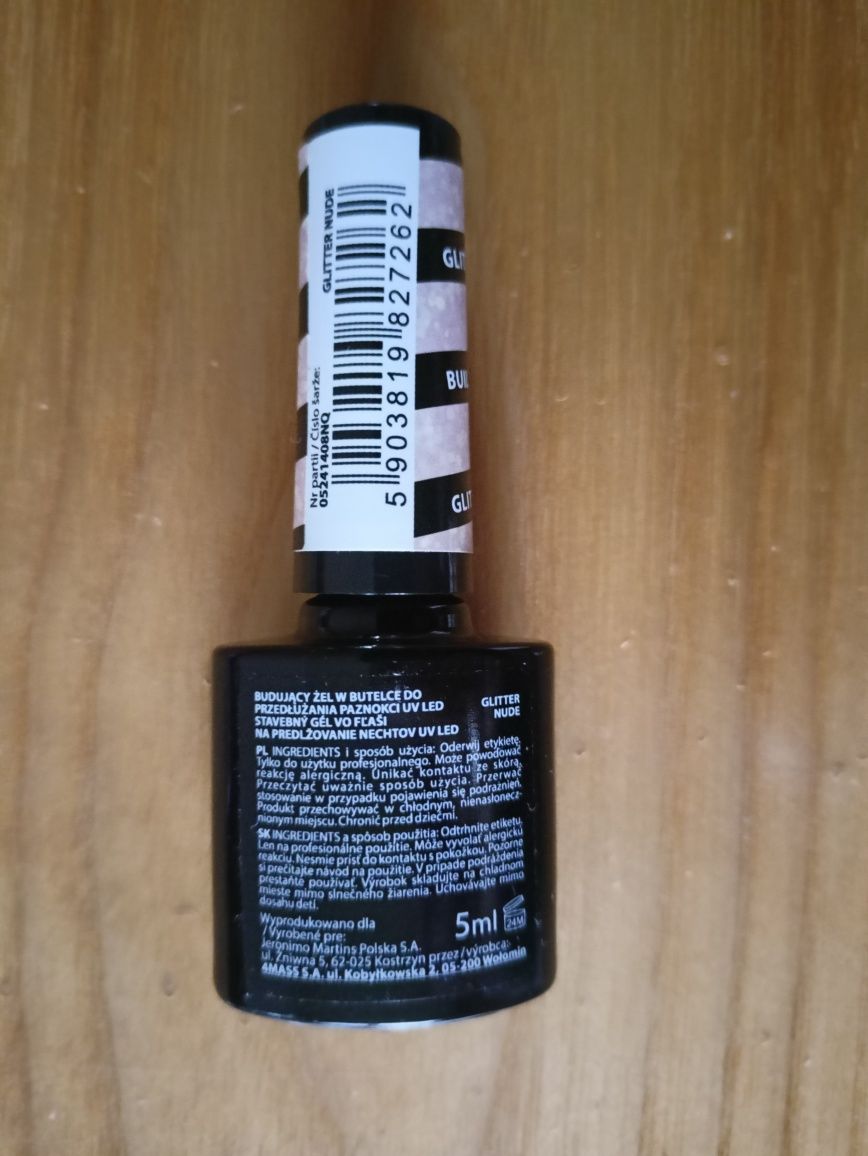 GLITTER NUDE
Nr partii / Číslo šarže:
05241408NQ
5 903819 827262
GLIT
BUIL
GLIT
BUDUJĄCY ŻEL W BUTELCE DO
PRZEDŁUŻANIA PAZNOKCI UV LED
STAVEBNÝ GÉL VO FĽAŠI
NA PREDLŽOVANIE NECHTOV UV LED
GLITTER
NUDE
PL INGREDIENTS i sposób użycia: Oderwij etykietę.
Tylko do użytku profesjonalnego. Może powodować
reakcję alergiczną. Unikać kontaktu ze skórą.
Przeczytać uważnie sposób użycia. Przerwać
stosowanie w przypadku pojawienia się podrażnień.
Produkt przechowywać w chłodnym, nienasłonecz-
nionym miejscu. Chronić przed dziećmi.
SK INGREDIENTS a spôsob použitia: Odtrhnite etiketu.
Len na profesionálne použitie. Môže vyvolať alergickú
reakciu. Nesmie prísť do kontaktu s pokožkou. Pozorne
si prečítajte návod na použitie. V prípade podráždenia
prestaňte používať. Výrobok skladujte na chladnom
mieste mimo slnečného žiarenia. Uchovávajte mimo
dosahu detí.
Wyprodukowano dla
/ Vyrobené pre:
Jeronimo Martins Polska S.A.
ul. Żniwna 5, 62-025 Kostrzyn przez / výrobca:
4MASS S.A. ul. Kobyłkowska 2, 05-200 Wołomin
5ml
24M